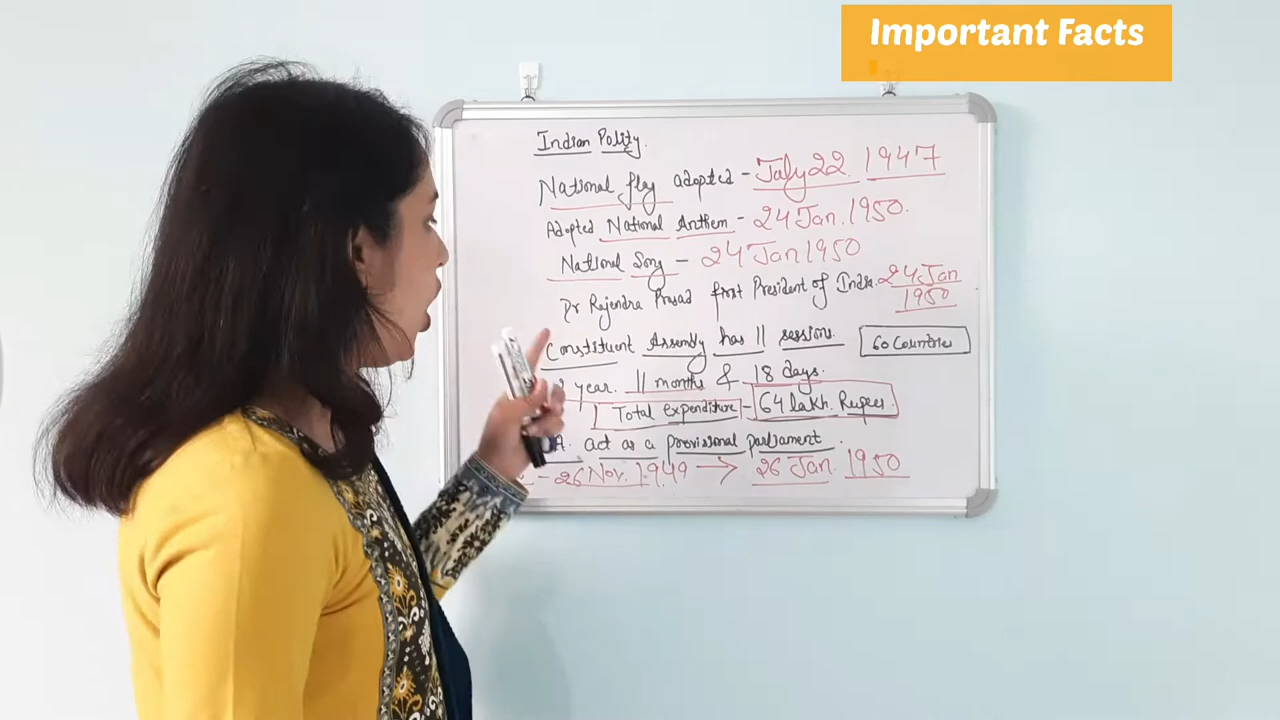 Important Facts
Indian Polity.
National flag adopted - July 22 1947
Adopted National Anthem - 24 Jan. 1950.
National Song - 24 Jan 1950
Dr Rajendra Prasad first President of India. 24 Jan 1950
Constituent Assembly has 11 sessions. 60 Countries
year. 11 months & 18 days.
Total expenditure - 64 lakh. Rupees.
A. act as a provisional parliament.
- 26 Nov. 1949 → 26 Jan. 1950